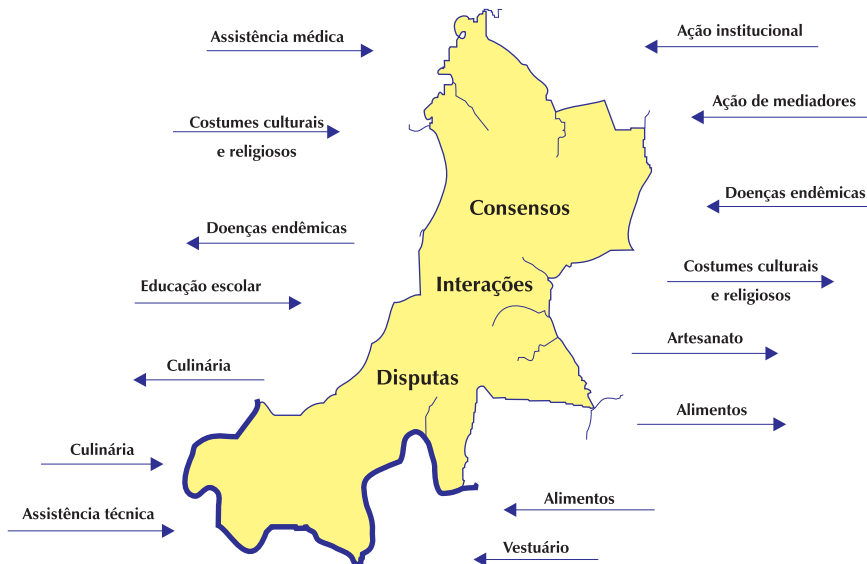 Assistência médica
Ação institucional
Ação de mediadores
Costumes culturais
e religiosos
Doenças endêmicas
Consensos
Doenças endêmicas
Costumes culturais
e religiosos
Educação escolar
Interações
Artesanato
Culinária
Disputas
Alimentos
Culinária
Alimentos
Assistência técnica
Vestuário